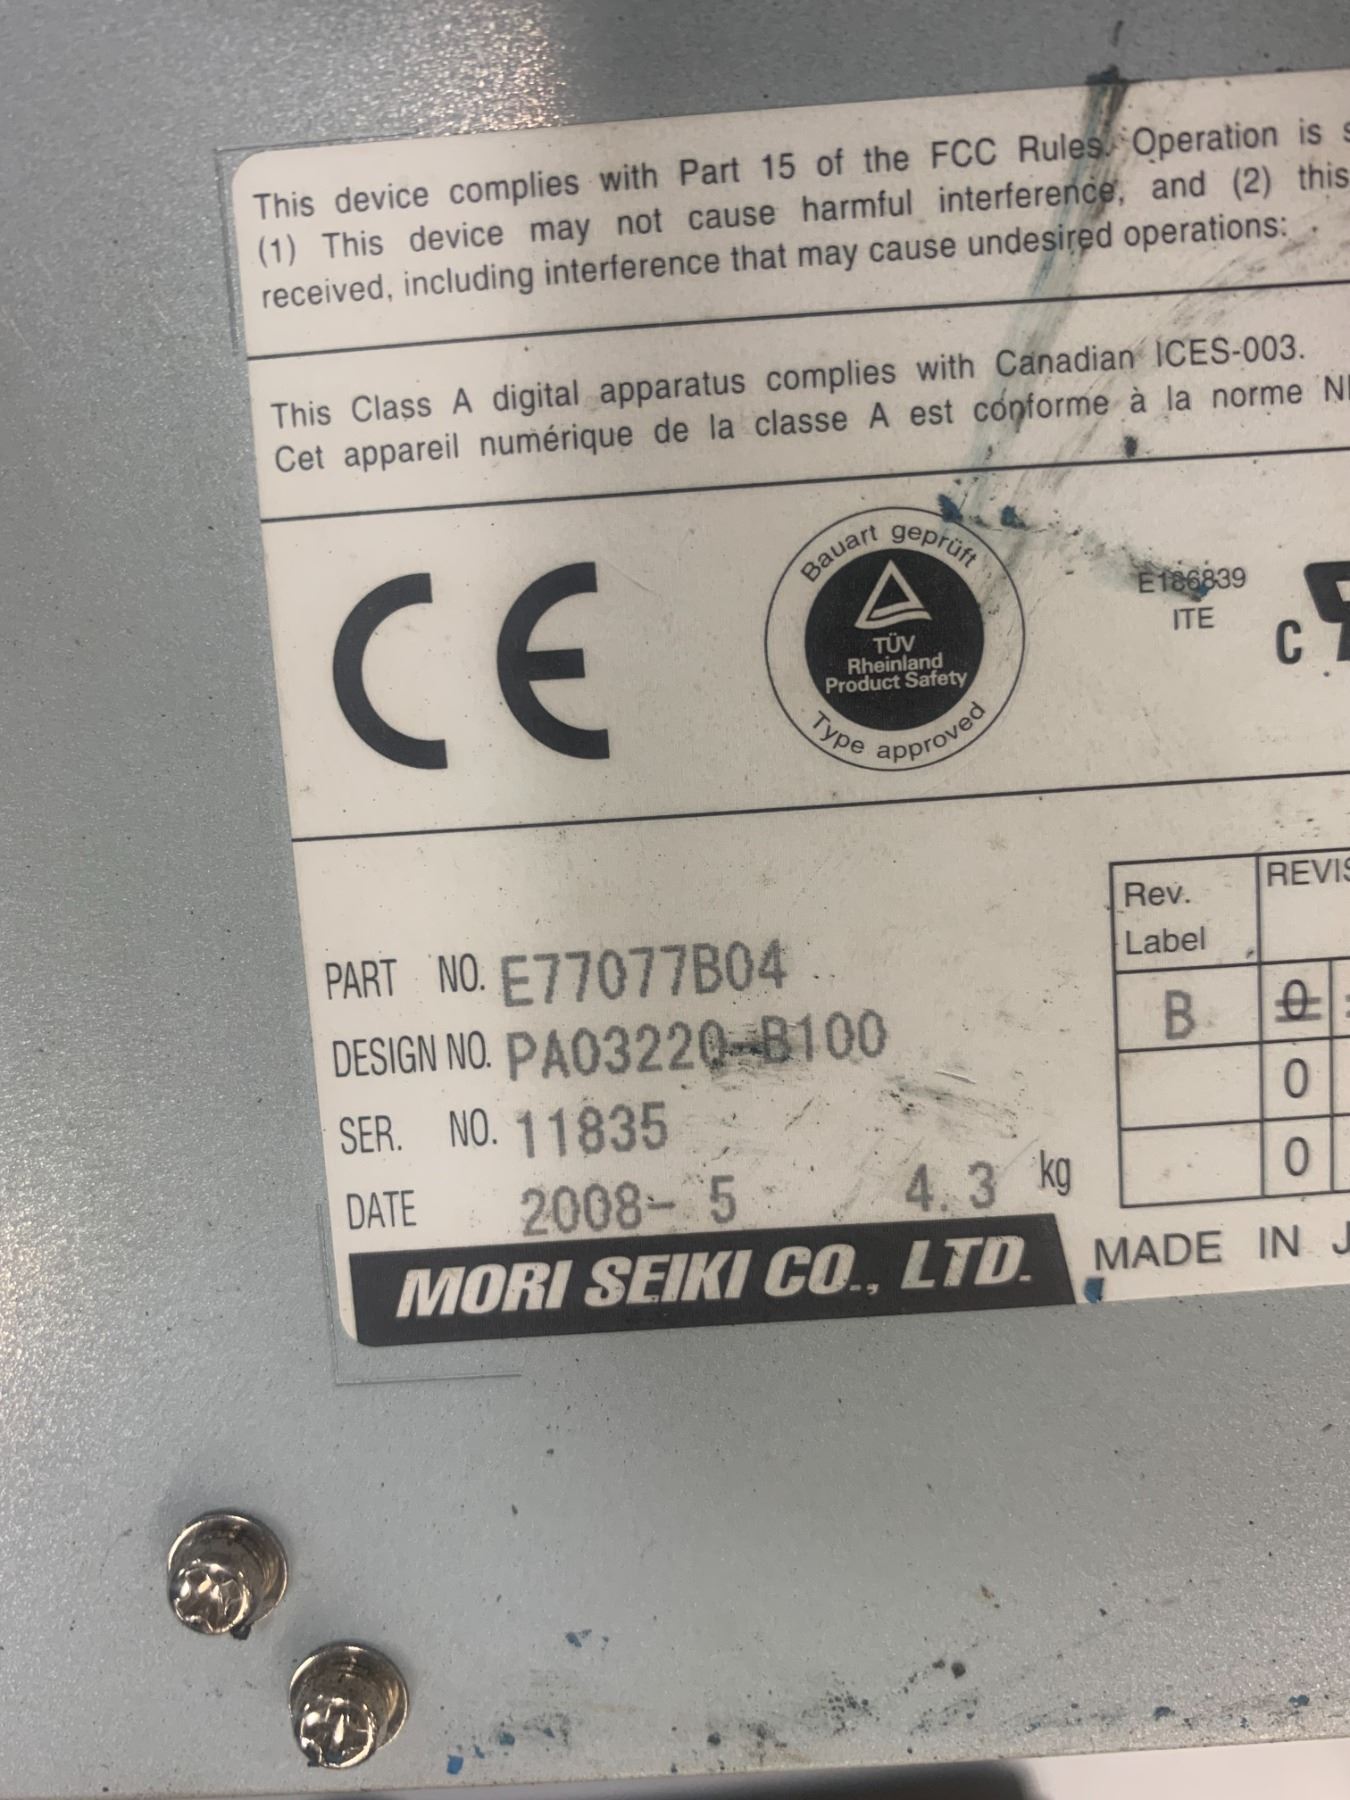 This device complies with Part 15 of the FCC Rules. Operation is
(1) This device may not cause harmful interference, and (2) this
received, including interference that may cause undesired operations:
This Class A digital apparatus complies with Canadian ICES-003.
Cet appareil numérique de la classe A est conforme à la norme
CE
Bauart geprüft
TÜV
Rheinland
Product Safety
Type approved
E186839
ITE
C
Rev.
Label
REVIS
B 0
0
0
PART NO. E77077B04
DESIGN NO. PA03220-B100
SER. NO. 11835
DATE 2008- 5 4.3 kg
MORI SEIKI CO., LTD.
MADE IN J